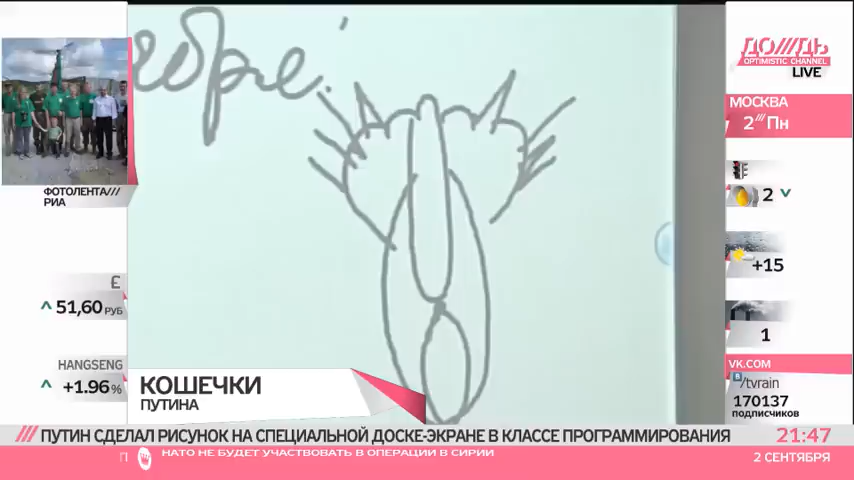 добре!
ДОЖДЬ
OPTIMISTIC CHANNEL
LIVE
МОСКВА
2 /// Пн
ФОТОЛЕНТА///
РИА
2
£
51,60 РУБ
+15
HANGSENG
+1.96 %
1
VK.COM
В /tvrain
170137
подписчиков
КОШЕЧКИ
ПУТИНА
/// ПУТИН СДЕЛАЛ РИСУНОК НА СПЕЦИАЛЬНОЙ ДОСКЕ-ЭКРАНЕ В КЛАССЕ ПРОГРАММИРОВАНИЯ
21:47
П НАТО НЕ БУДЕТ УЧАСТВОВАТЬ В ОПЕРАЦИИ В СИРИИ
2 СЕНТЯБРЯ